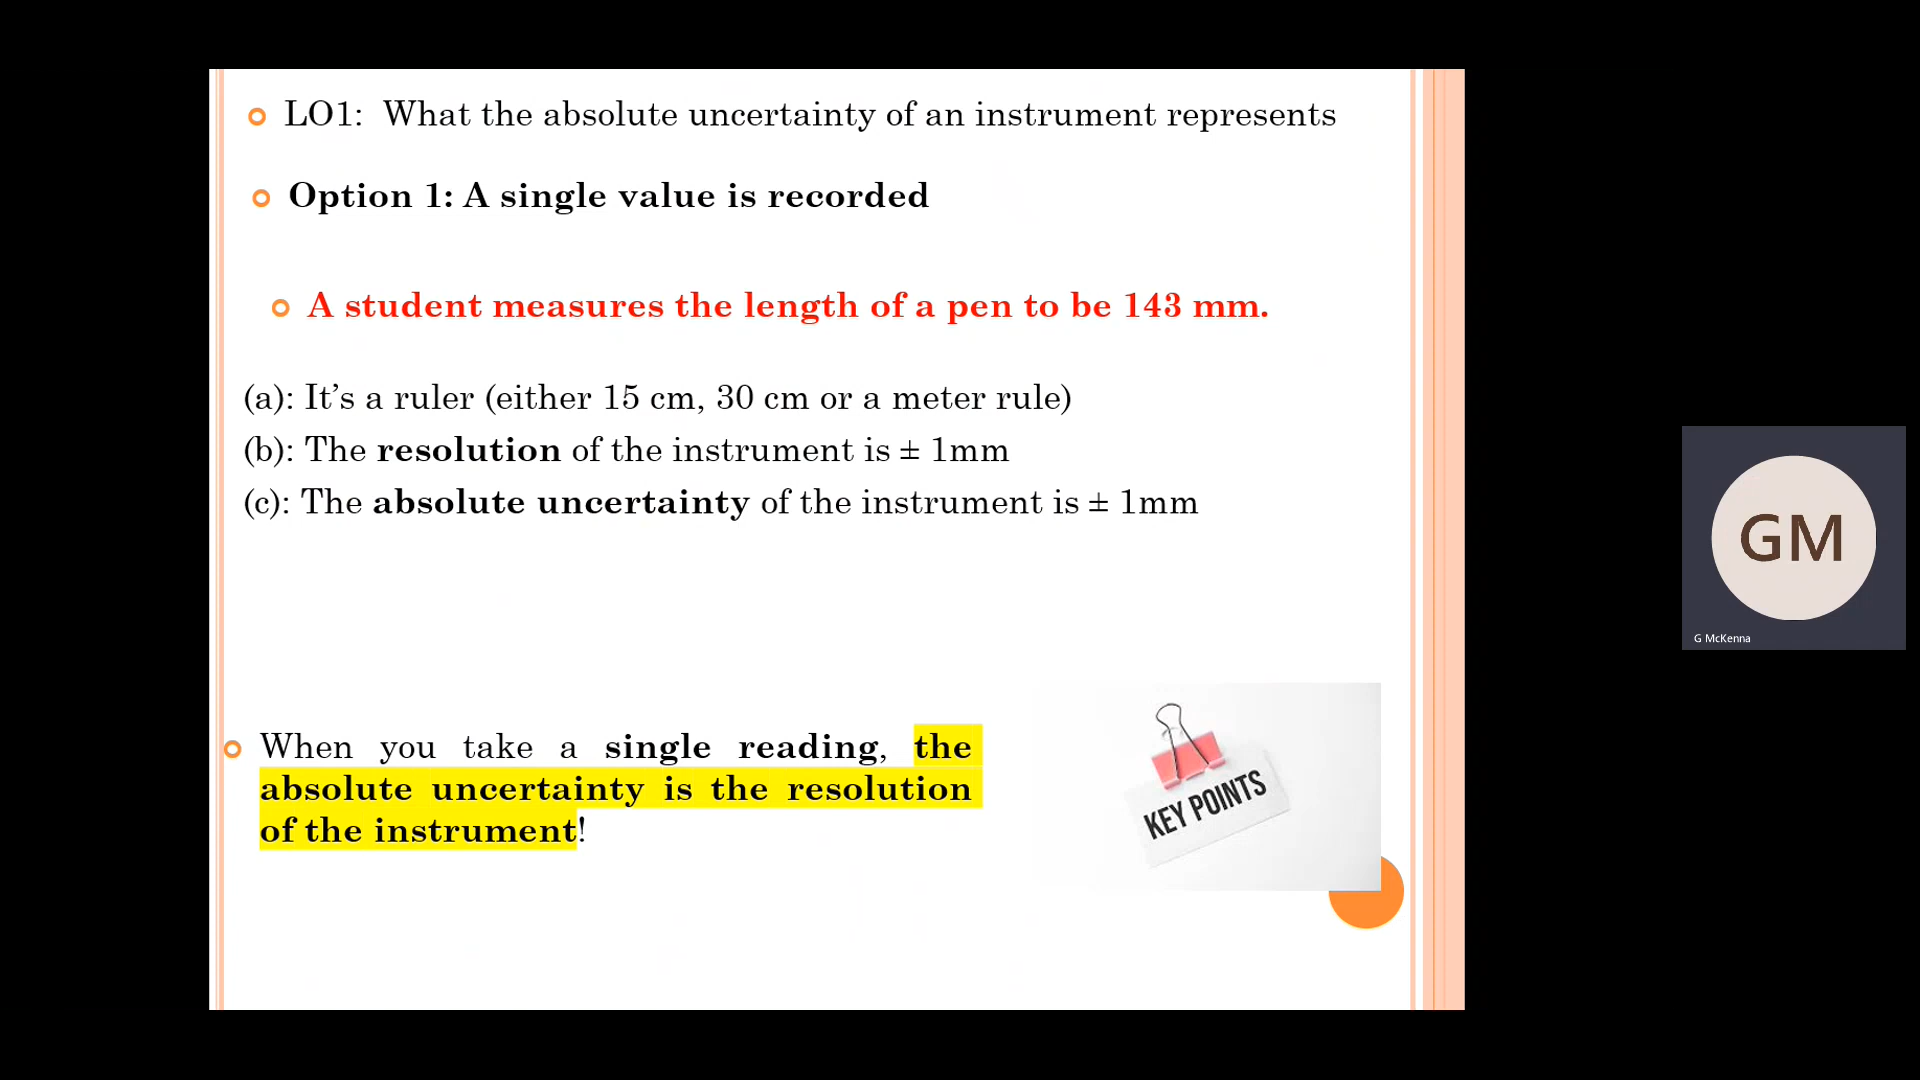 LO1: What the absolute uncertainty of an instrument represents
Option 1: A single value is recorded
A student measures the length of a pen to be 143 mm.
(a): It’s a ruler (either 15 cm, 30 cm or a meter rule)
(b): The resolution of the instrument is ± 1mm
(c): The absolute uncertainty of the instrument is ± 1mm
When you take a single reading, the
absolute uncertainty is the resolution
of the instrument!
KEY POINTS
GM
G McKenna